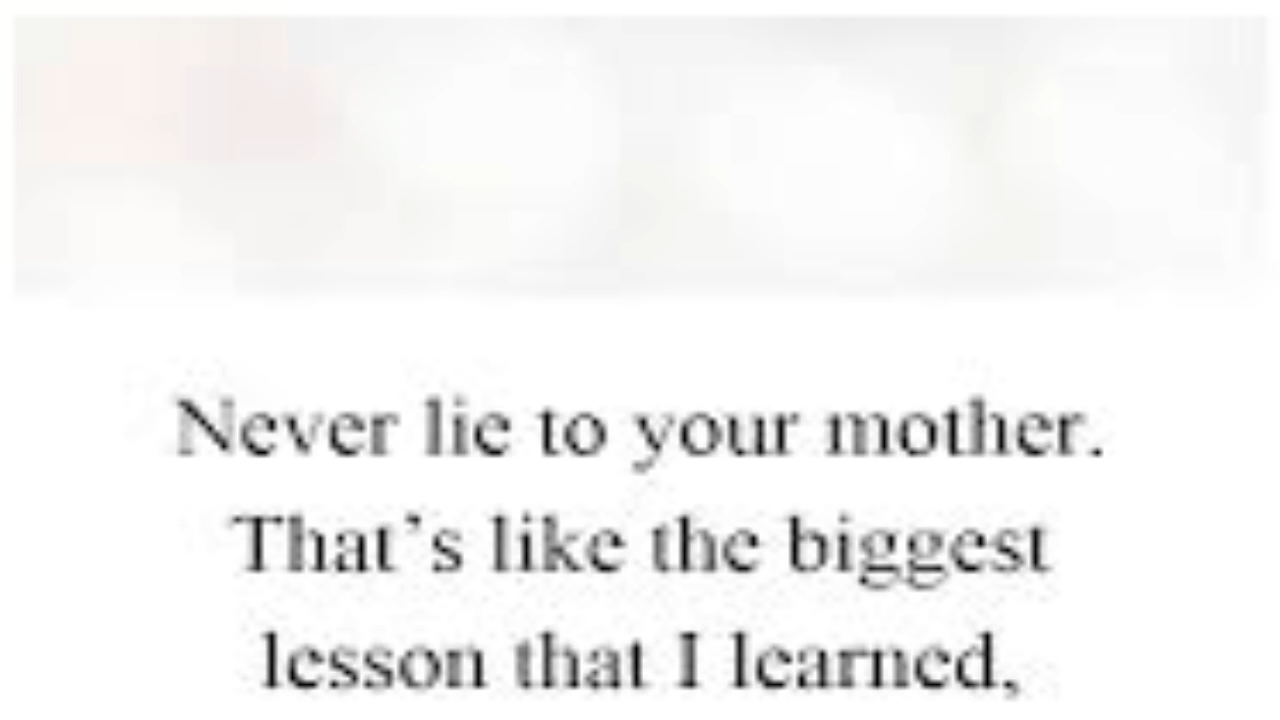 Never lie to your mother.
That’s like the biggest
lesson that I learned,